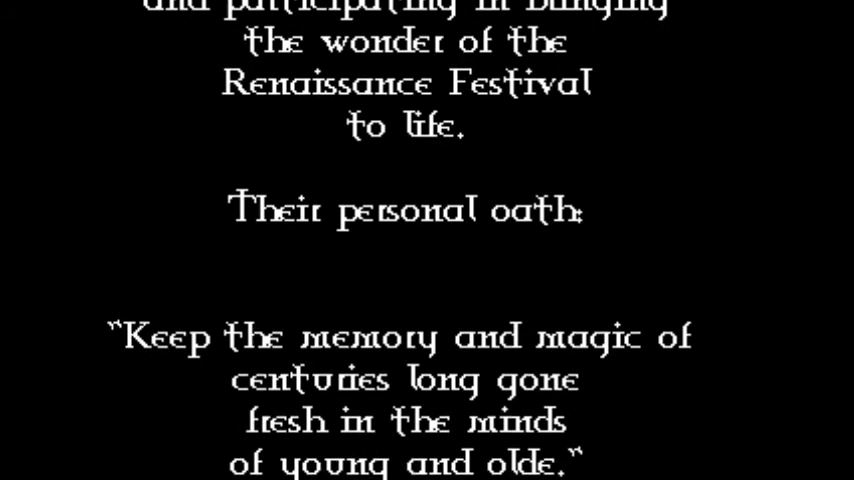 and participating in bringing
the wonder of the
Renaissance Festival
to life.
Their personal oath:
"Keep the memory and magic of
centuries long gone
fresh in the minds
of young and olde."